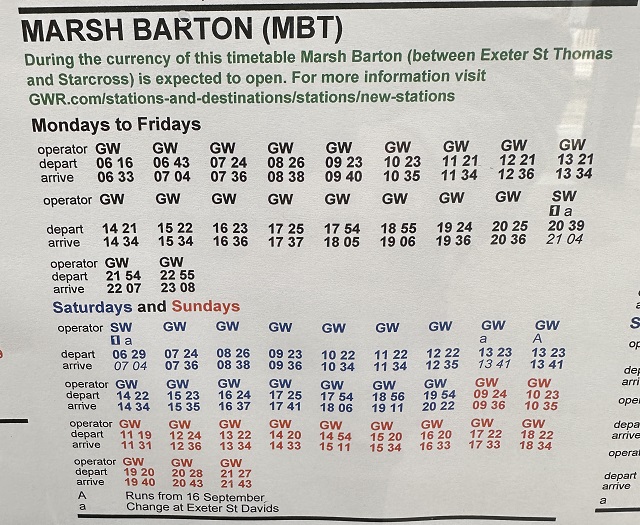 MARSH BARTON (MBT)
During the currency of this timetable Marsh Barton (between Exeter St Thomas
and Starcross) is expected to open. For more information visit
GWR.com/stations-and-destinations/stations/new-stations
Mondays to Fridays
operator GW GW GW GW GW GW GW GW GW
depart 06 16 06 43 07 24 08 26 09 23 10 23 11 21 12 21 13 21
arrive 06 33 07 04 07 36 08 38 09 40 10 35 11 34 12 36 13 34
operator GW GW GW GW GW GW GW GW SW
1 a
depart 14 21 15 22 16 23 17 25 17 54 18 55 19 24 20 25 20 39
arrive 14 34 15 34 16 36 17 37 18 05 19 06 19 36 20 36 21 04
operator GW GW
depart 21 54 22 55
arrive 22 07 23 08
Saturdays and Sundays
operator SW GW GW GW GW GW GW GW GW
1 a a A
depart 06 29 07 24 08 26 09 23 10 22 11 22 12 22 13 23 13 23
arrive 07 04 07 36 08 38 09 36 10 34 11 34 12 35 13 41 13 41
operator GW GW GW GW GW GW GW GW GW
depart 14 22 15 23 16 24 17 25 17 54 18 56 19 54 09 24 10 23
arrive 14 34 15 35 16 37 17 41 18 06 19 11 20 22 09 36 10 35
operator GW GW GW GW GW GW GW GW GW
depart 11 19 12 24 13 22 14 20 14 54 15 20 16 20 17 22 18 22
arrive 11 31 12 36 13 34 14 33 15 11 15 34 16 33 17 33 18 34
operator GW GW GW
depart 19 20 20 28 21 27
arrive 19 40 20 43 21 43
A Runs from 16 September
a Change at Exeter St Davids
depart
arrive
a